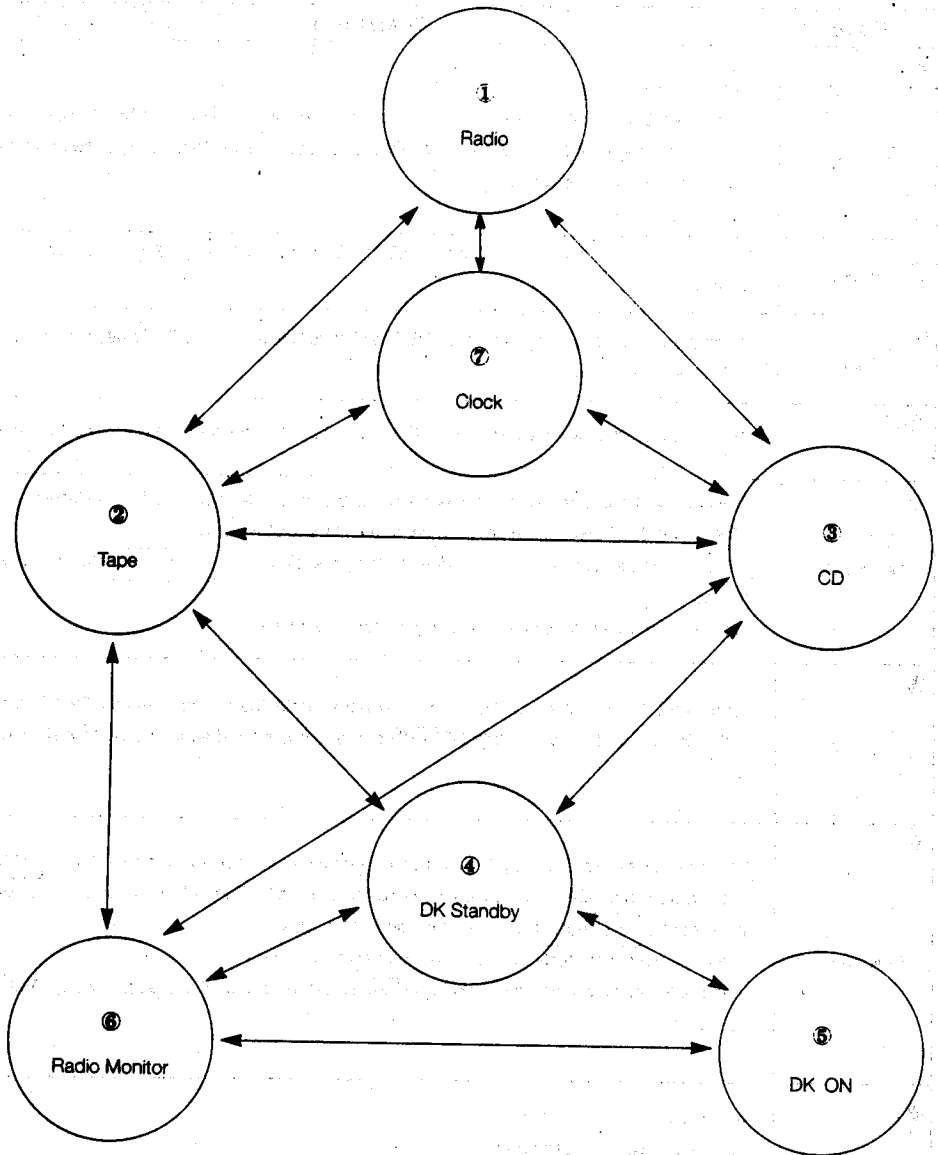 ①
Radio
⑦
Clock
②
Tape
③
CD
④
DK Standby
⑥
Radio Monitor
⑤
DK ON